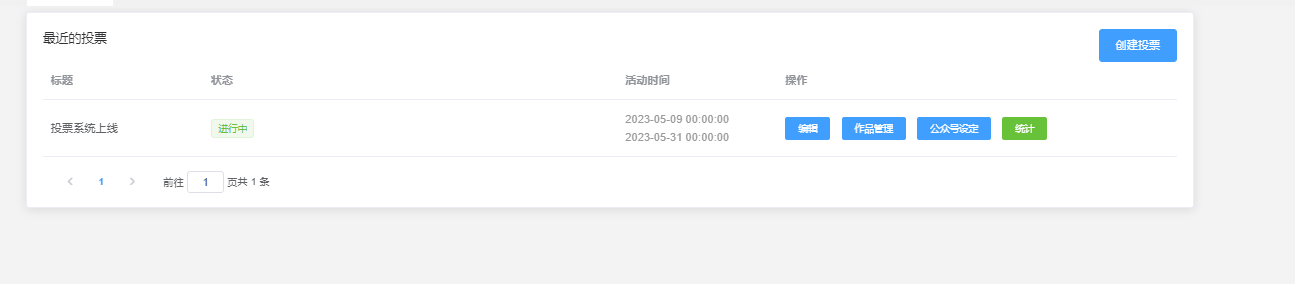 最近的投票
创建投票
标题 状态 活动时间 操作
投票系统上线 进行中 2023-05-09 00:00:00 编辑 作品管理 公众号设定 统计
2023-05-31 00:00:00
1 前往 1 页共 1 条